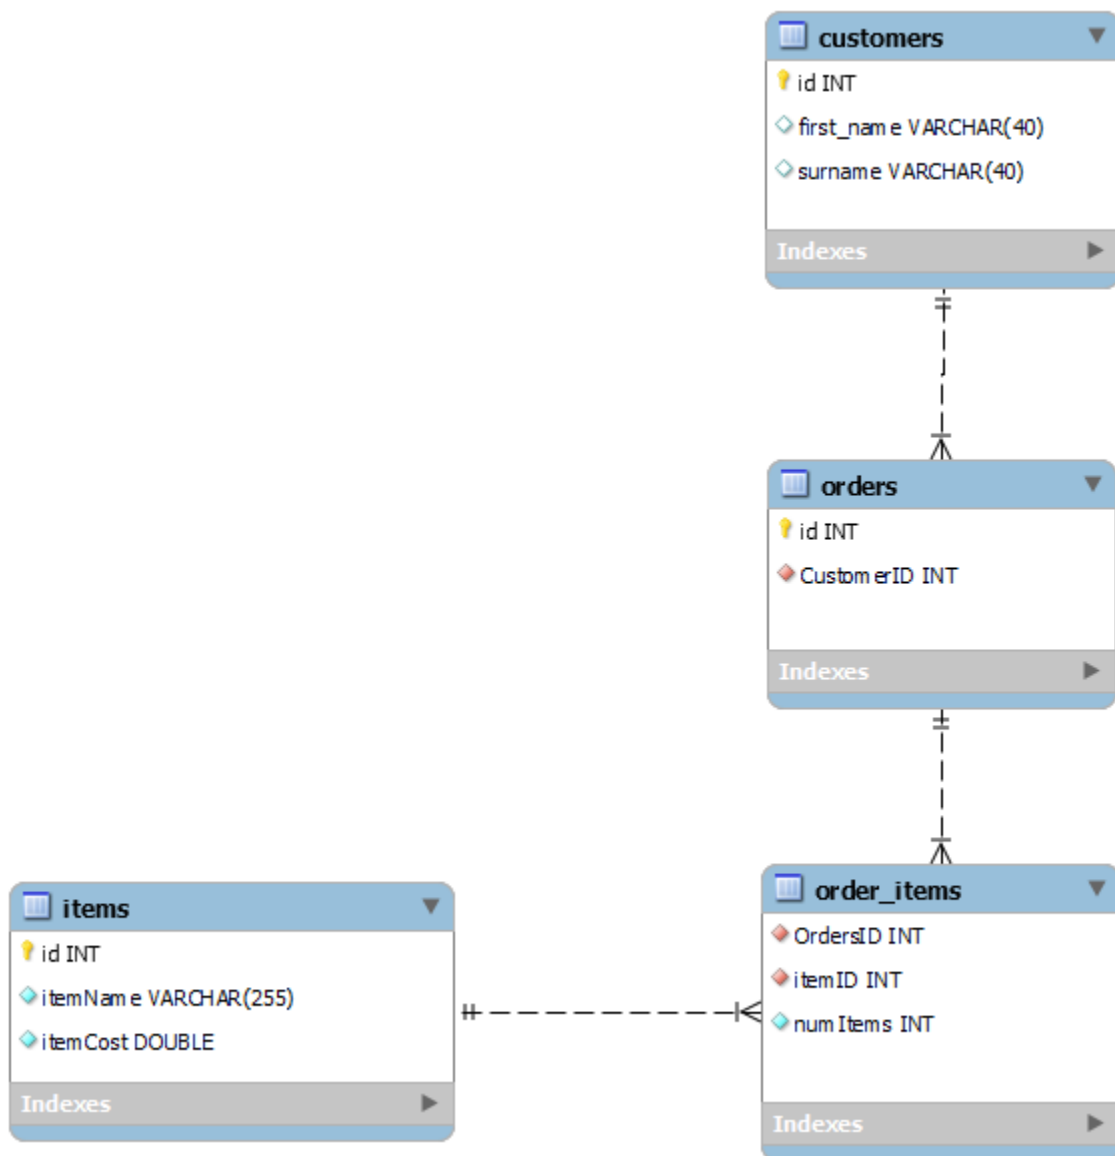 customers
id INT
first_name VARCHAR(40)
surname VARCHAR(40)
Indexes
orders
id INT
CustomerID INT
Indexes
items
id INT
itemName VARCHAR(255)
itemCost DOUBLE
Indexes
order_items
OrdersID INT
itemID INT
numItems INT
Indexes